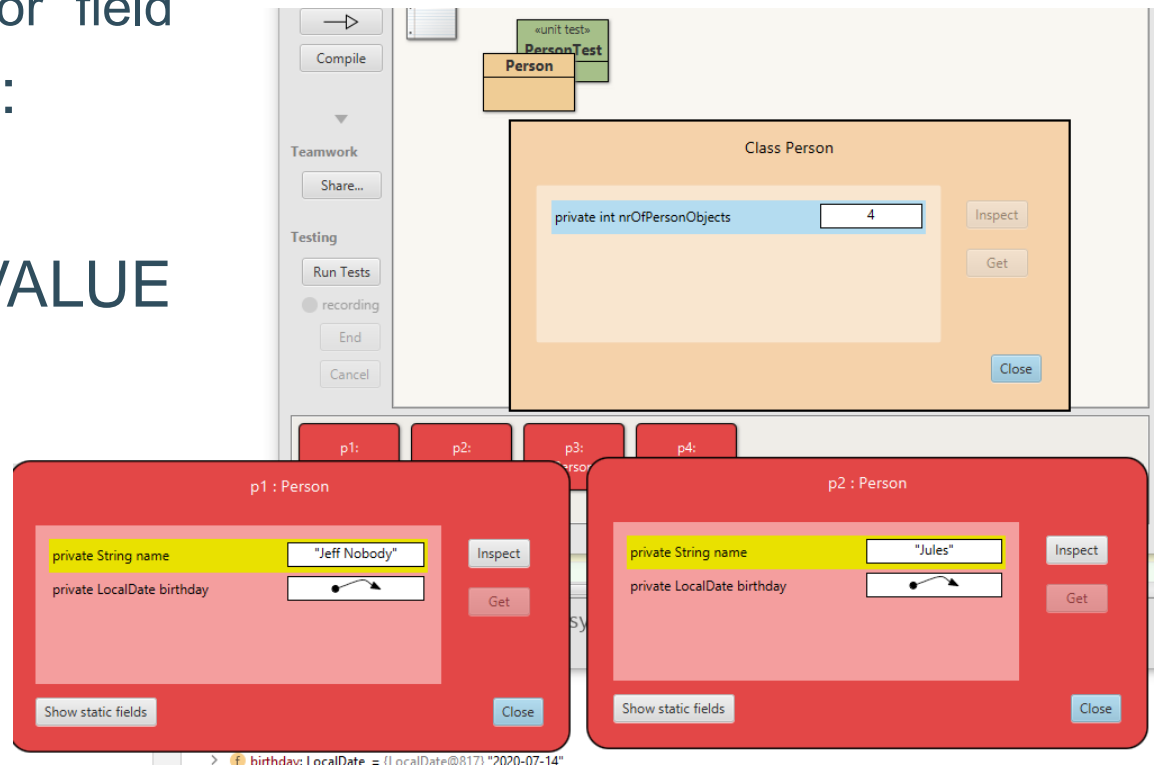 or field
:
VALUE
Compile
Teamwork
Share...
Testing
Run Tests
recording
End
Cancel
«unit test»
PersonTest
Person
Class Person
private int nrOfPersonObjects 4
Inspect
Get
Close
p1:
p2:
p3:
p4:
p1 : Person
private String name "Jeff Nobody"
private LocalDate birthday
Inspect
Get
Show static fields
Close
p2 : Person
private String name "Jules"
private LocalDate birthday
Inspect
Get
Show static fields
Close
f birthday: LocalDate = {LocalDate@817} "2020-07-14"